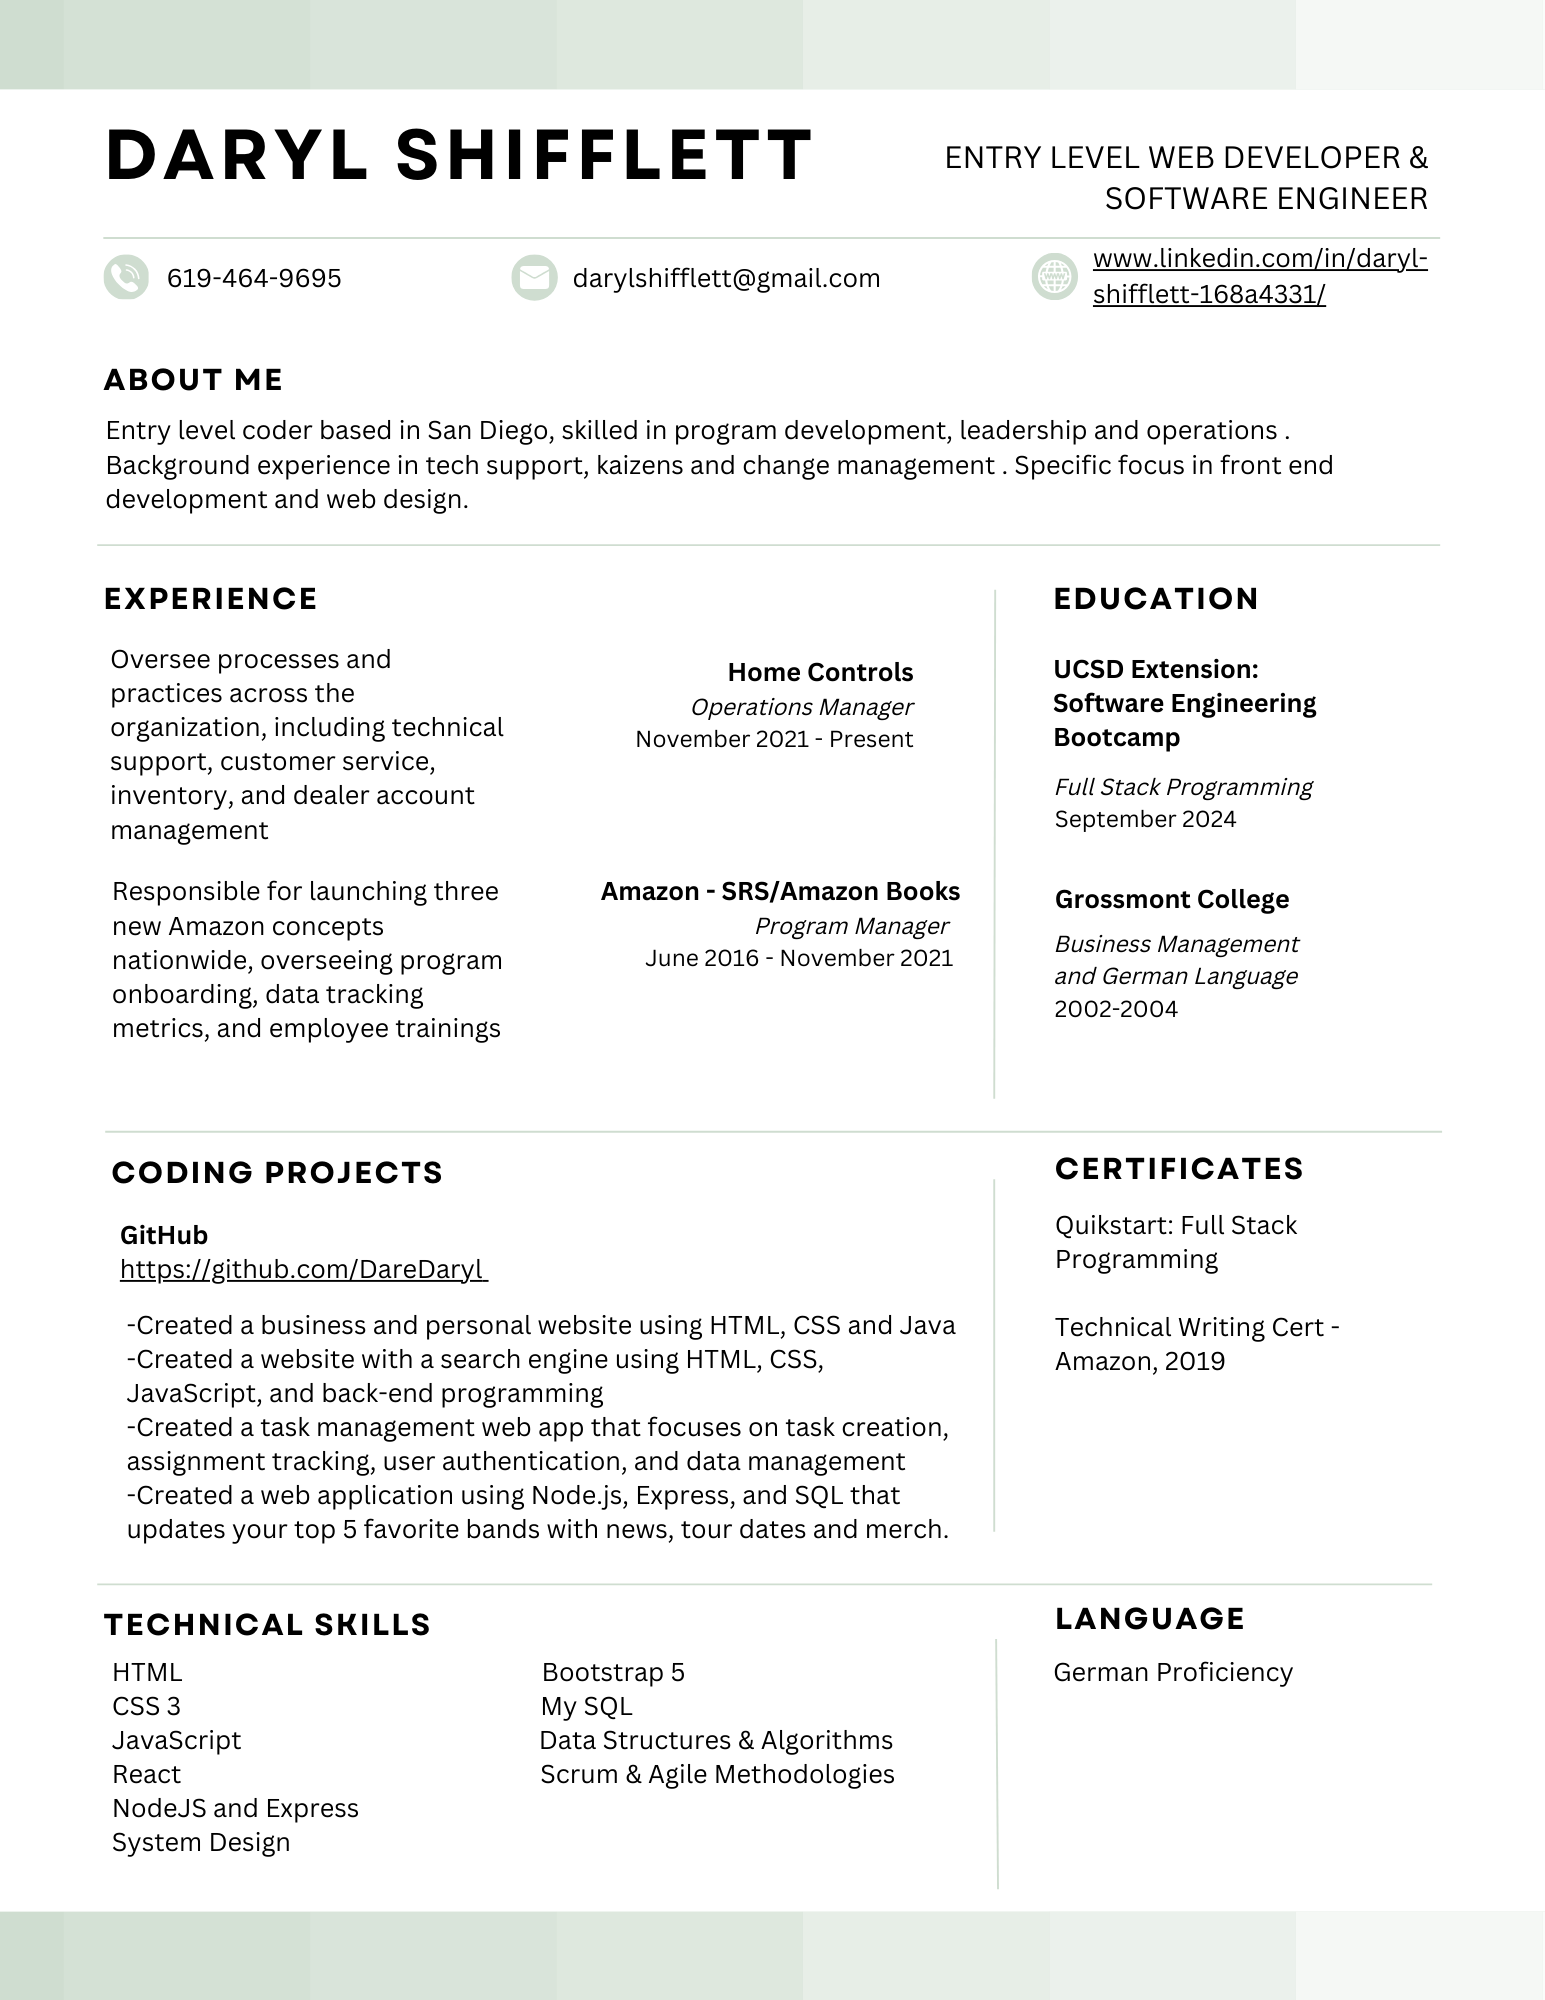 DARYL SHIFFLETT
ENTRY LEVEL WEB DEVELOPER &
SOFTWARE ENGINEER
619-464-9695
darylshifflett@gmail.com
www.linkedin.com/in/daryl-
shifflett-168a4331/
ABOUT ME
Entry level coder based in San Diego, skilled in program development, leadership and operations .
Background experience in tech support, kaizens and change management . Specific focus in front end
development and web design.
EXPERIENCE
Oversee processes and
practices across the
organization, including technical
support, customer service,
inventory, and dealer account
management
Home Controls
Operations Manager
November 2021 - Present
Responsible for launching three
new Amazon concepts
nationwide, overseeing program
onboarding, data tracking
metrics, and employee trainings
Amazon - SRS/Amazon Books
Program Manager
June 2016 - November 2021
EDUCATION
UCSD Extension:
Software Engineering
Bootcamp
Full Stack Programming
September 2024
Grossmont College
Business Management
and German Language
2002-2004
CODING PROJECTS
GitHub
https://github.com/DareDaryl
-Created a business and personal website using HTML, CSS and Java
-Created a website with a search engine using HTML, CSS,
JavaScript, and back-end programming
-Created a task management web app that focuses on task creation,
assignment tracking, user authentication, and data management
-Created a web application using Node.js, Express, and SQL that
updates your top 5 favorite bands with news, tour dates and merch.
CERTIFICATES
Quikstart: Full Stack
Programming
Technical Writing Cert -
Amazon, 2019
TECHNICAL SKILLS
HTML
CSS 3
JavaScript
React
NodeJS and Express
System Design
Bootstrap 5
My SQL
Data Structures & Algorithms
Scrum & Agile Methodologies
LANGUAGE
German Proficiency